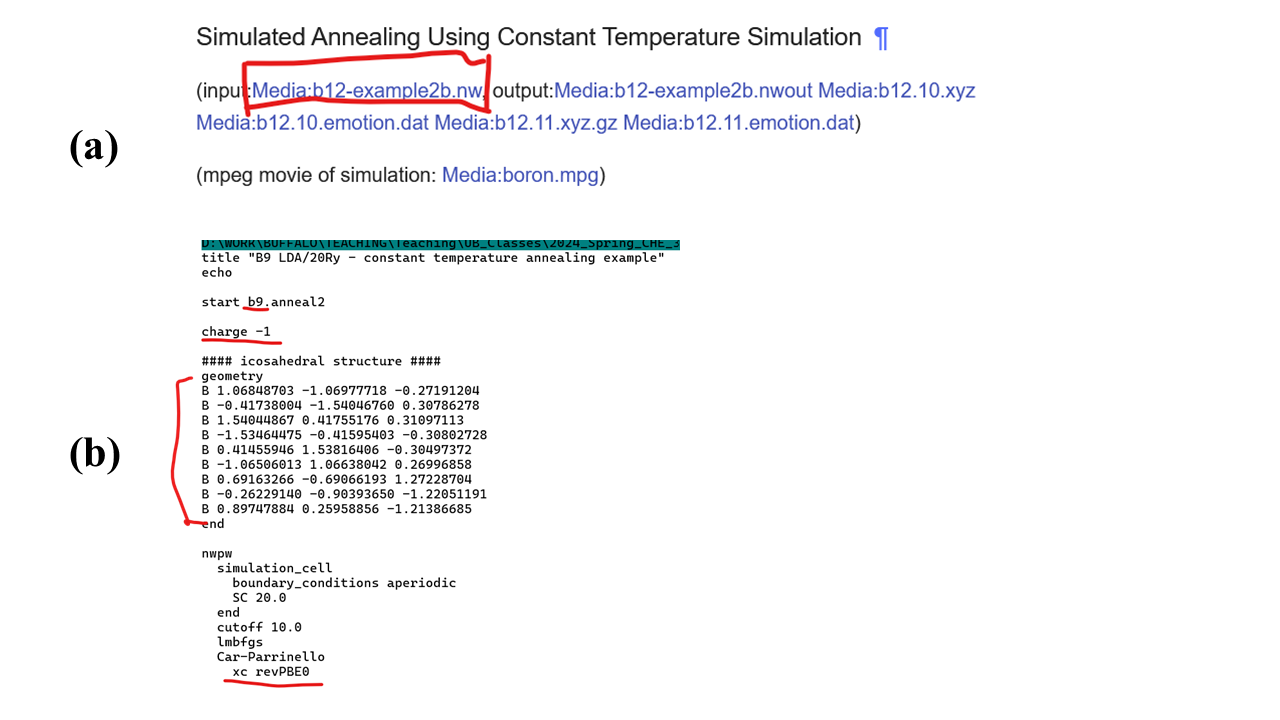 Simulated Annealing Using Constant Temperature Simulation ¶
(input:Media:b12-example2b.nw, output:Media:b12-example2b.nwout Media:b12.10.xyz
Media:b12.10.emotion.dat Media:b12.11.xyz.gz Media:b12.11.emotion.dat)
(a)
(mpeg movie of simulation: Media:boron.mpg)
D:\WORK\BUFFALO\TEACHING\Teaching\UB_Classes\2024_Spring_CHE_3
title "B9 LDA/20Ry - constant temperature annealing example"
echo
start b9.anneal2
charge -1
#### icosahedral structure ####
geometry
B 1.06848703 -1.06977718 -0.27191204
B -0.41738004 -1.54046760 0.30786278
B 1.54044867 0.41755176 0.31097113
B -1.53464475 -0.41595403 -0.30802728
(b)
B 0.41455946 1.53816406 -0.30497372
B -1.06506013 1.06638042 0.26996858
B 0.69163266 -0.69066193 1.27228704
B -0.26229140 -0.90393650 -1.22051191
B 0.89747884 0.25958856 -1.21386685
end
nwpw
simulation_cell
boundary_conditions aperiodic
SC 20.0
end
cutoff 10.0
lmbfgs
Car-Parrinello
xc revPBE0